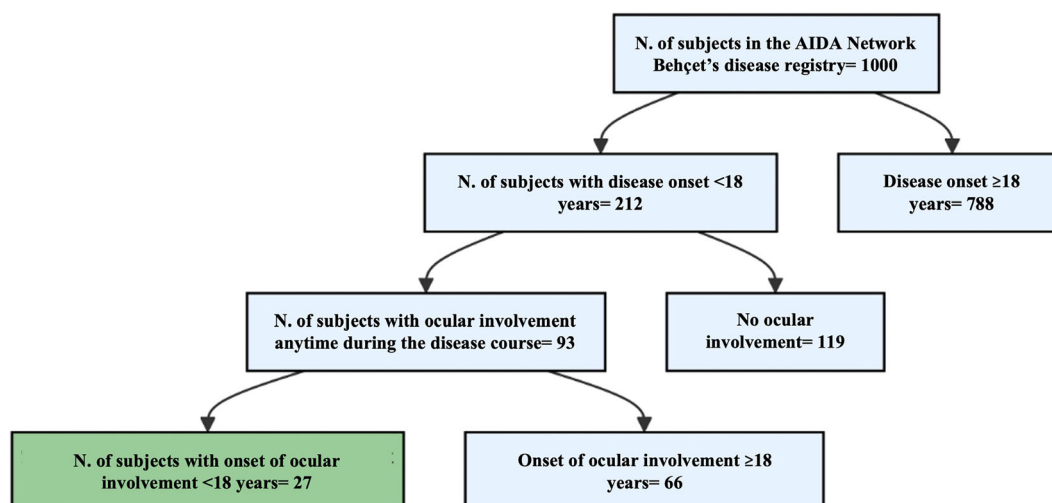 N. of subjects in the AIDA Network
Behçet’s disease registry= 1000
N. of subjects with disease onset <18
years= 212
Disease onset ≥18
years= 788
N. of subjects with ocular involvement
anytime during the disease course= 93
No ocular
involvement= 119
N. of subjects with onset of ocular
involvement <18 years= 27
Onset of ocular involvement ≥18
years= 66